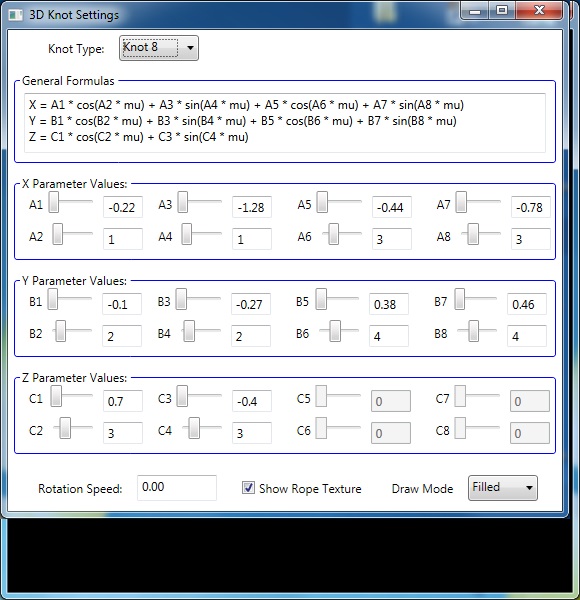 3D Knot Settings
Knot Type: Knot 8
General Formulas
X = A1 * cos(A2 * mu) + A3 * sin(A4 * mu) + A5 * cos(A6 * mu) + A7 * sin(A8 * mu)
Y = B1 * cos(B2 * mu) + B3 * sin(B4 * mu) + B5 * cos(B6 * mu) + B7 * sin(B8 * mu)
Z = C1 * cos(C2 * mu) + C3 * sin(C4 * mu)
X Parameter Values:
A1 -0.22 A3 -1.28 A5 -0.44 A7 -0.78
A2 1 A4 1 A6 3 A8 3
Y Parameter Values:
B1 -0.1 B3 -0.27 B5 0.38 B7 0.46
B2 2 B4 2 B6 4 B8 4
Z Parameter Values:
C1 0.7 C3 -0.4 C5 0 C7 0
C2 3 C4 3 C6 0 C8 0
Rotation Speed: 0.00 Show Rope Texture Draw Mode Filled